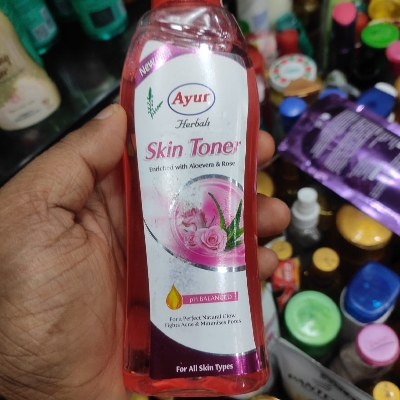 New
Ayur
Herbals
Skin Toner
Enriched with Aloevera & Rose
pH BALANCED
For a Perfect Natural Glow,
Fights Acne & Minimises Pores
For All Skin Types
PANTENE